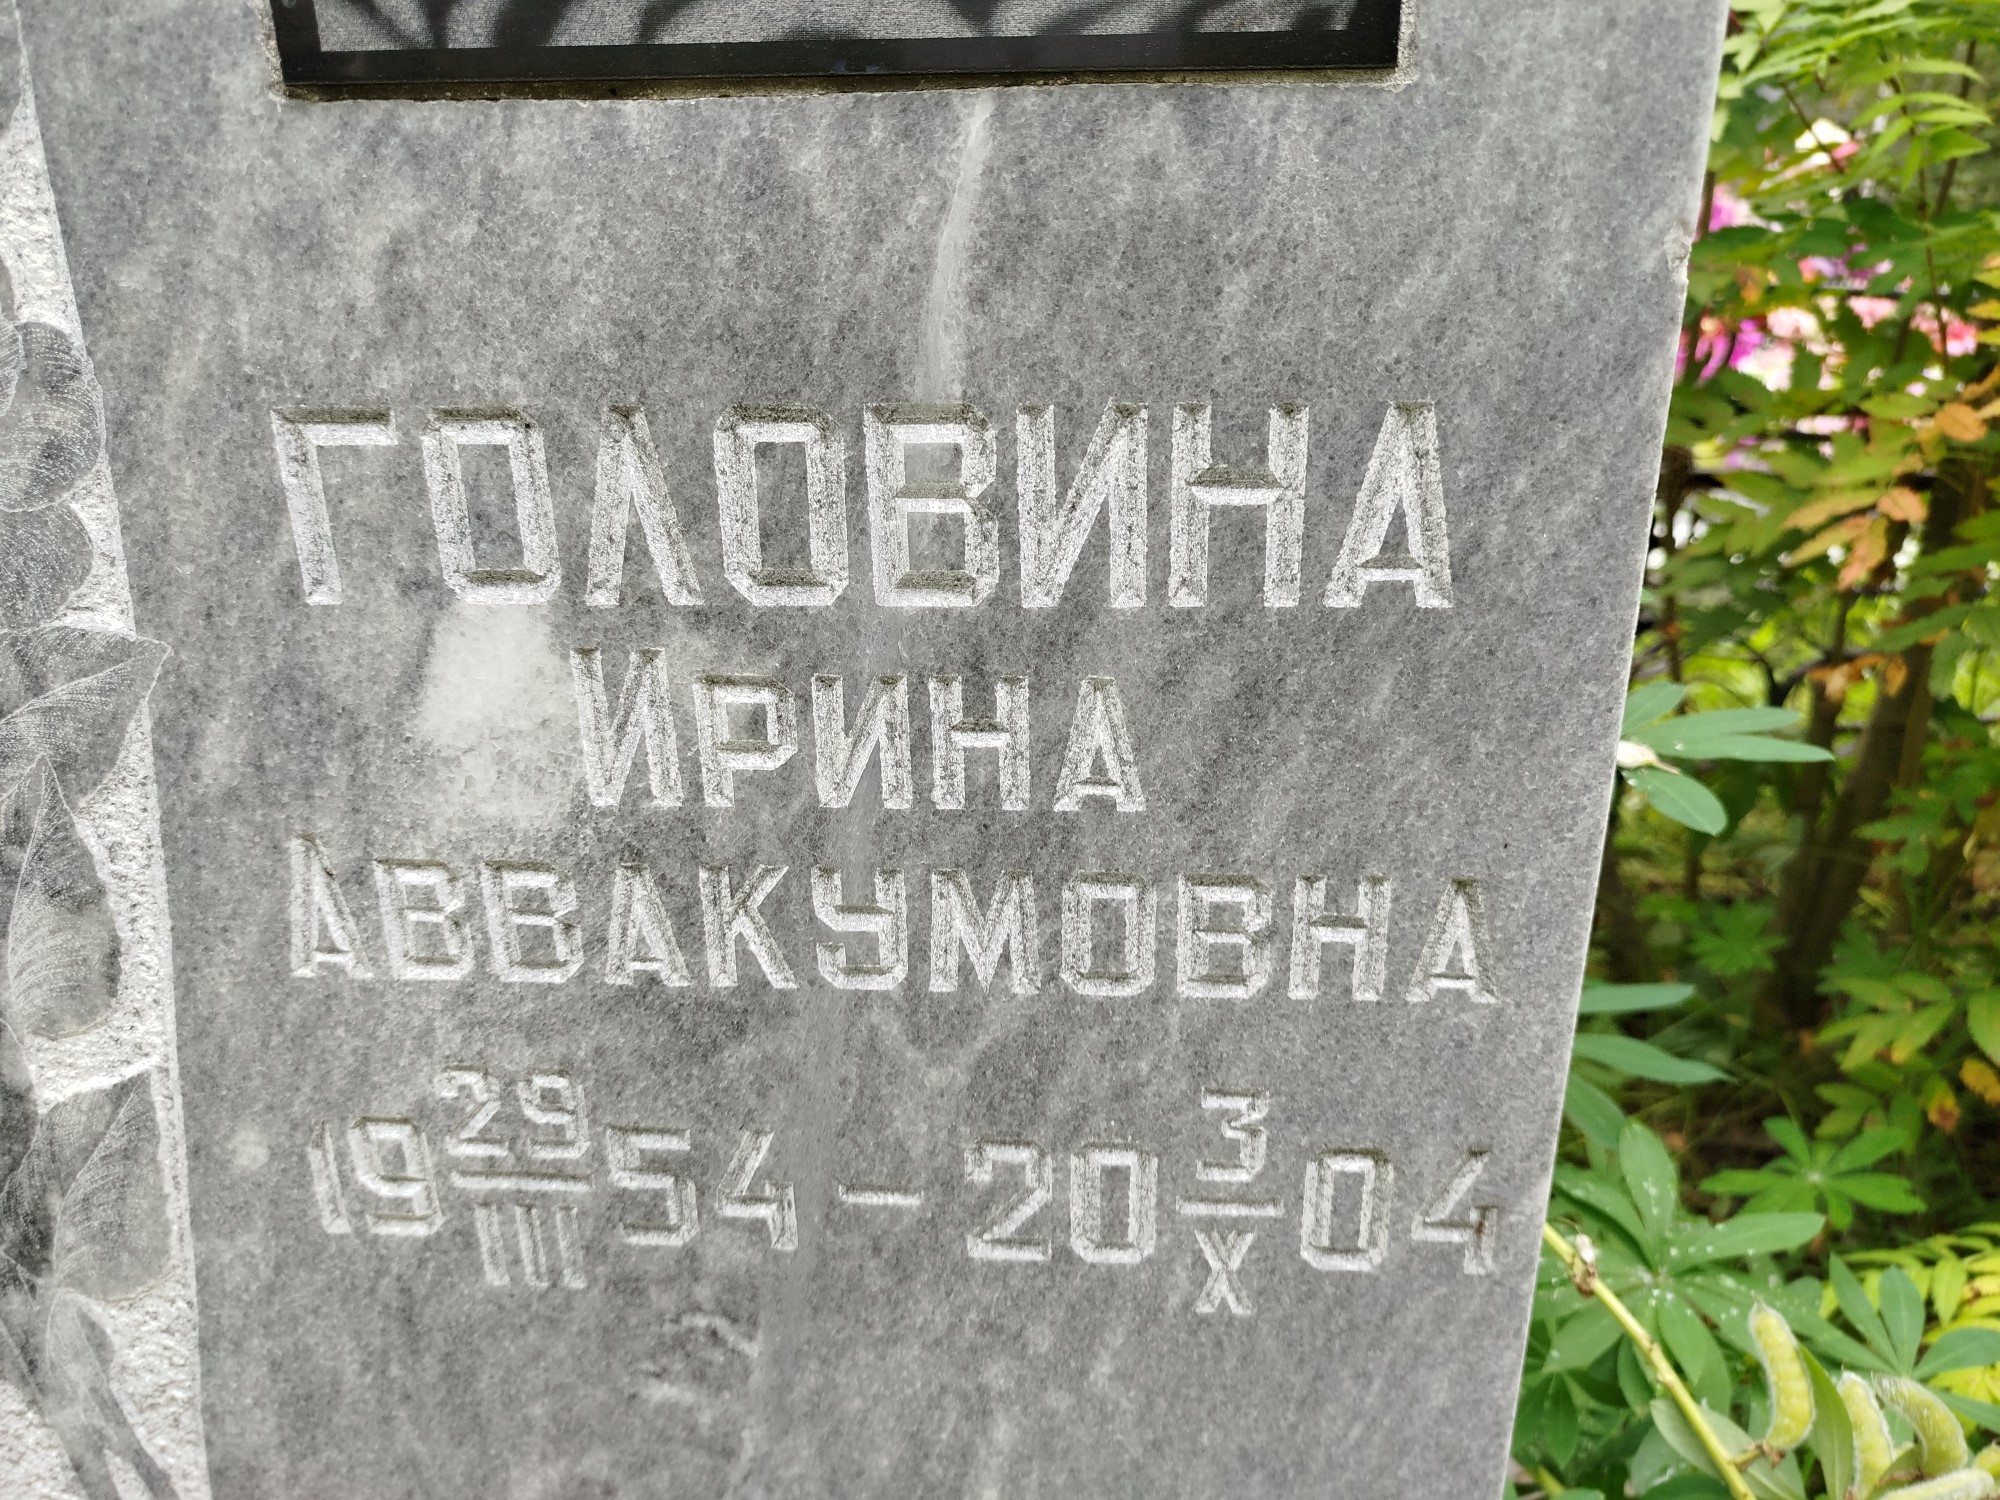 ГОЛОВИНА
ИРИНА
АВВАКУМОВНА
19 29/III 54 – 20 3/X 04